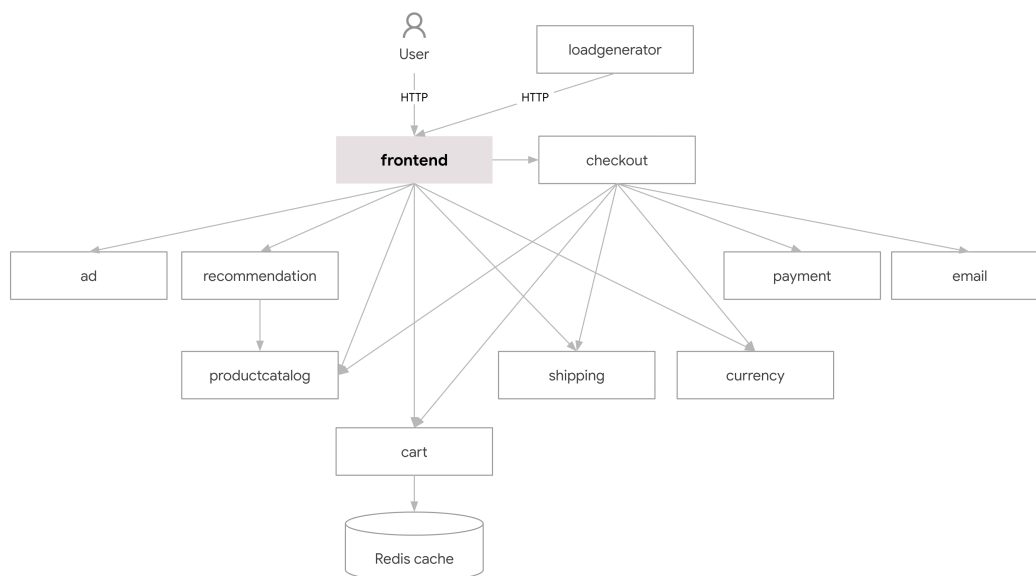 User
loadgenerator
HTTP
HTTP
frontend
checkout
ad
recommendation
payment
email
productcatalog
shipping
currency
cart
Redis cache